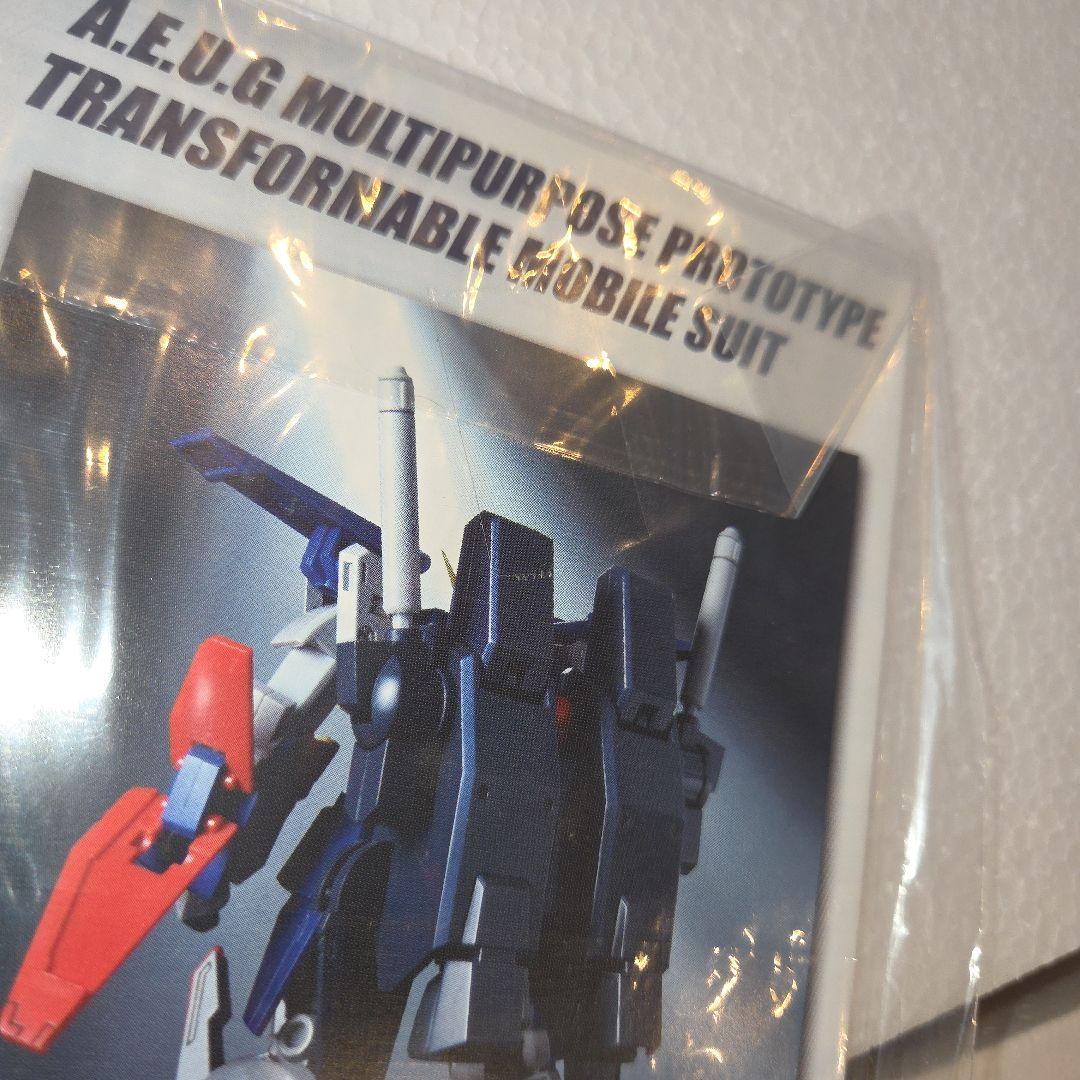 A.E.U.G MULTIPURPOSE PROTOTYPE
TRANSFORMABLE MOBILE SUIT